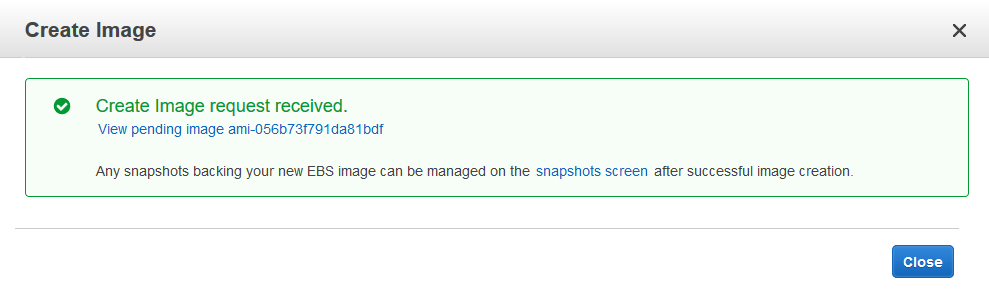 Create Image
Create Image request received.
View pending image ami-056b73f791da81bdf
Any snapshots backing your new EBS image can be managed on the snapshots screen after successful image creation.
Close